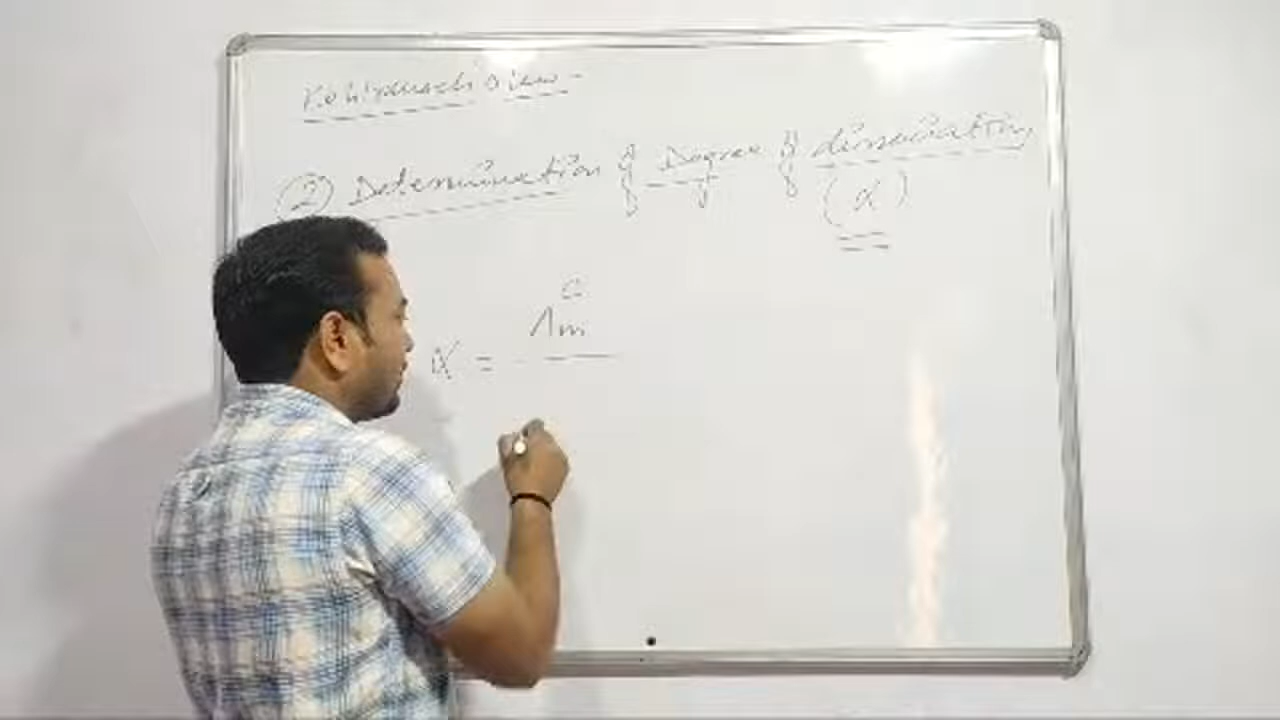 Kohlrausch's law -
② Determination of Degree of dissociation
(α)
c
α = Λm